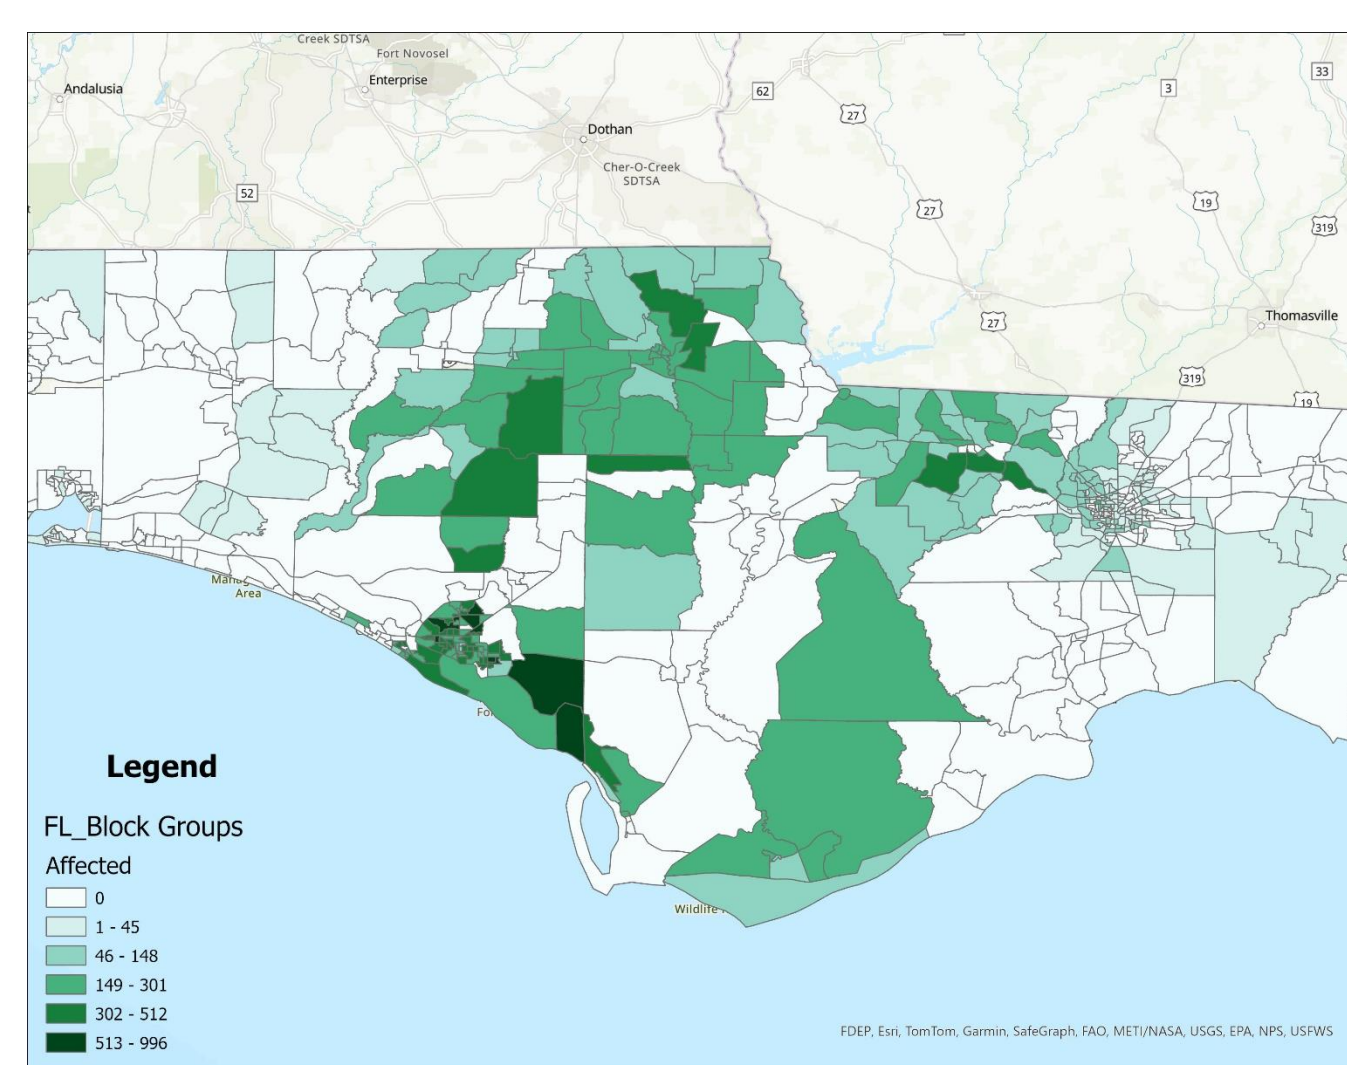 Creek SDTSA
Fort Novosel
Enterprise
Andalusia
62
3
33
27
Dothan
Cher-O-Creek
SDTSA
52
27
19
319
27
Thomasville
319
19
Area
Wildlife
Legend
FL_Block Groups
Affected
0
1 - 45
46 - 148
149 - 301
302 - 512
513 - 996
FDEP, Esri, TomTom, Garmin, SafeGraph, FAO, METI/NASA, USGS, EPA, NPS, USFWS